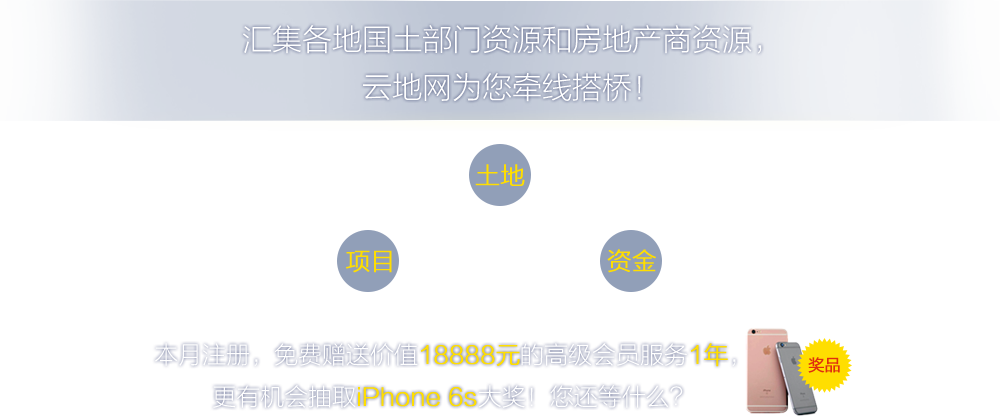 汇集各地国土部门资源和房地产商资源，
云地网为您牵线搭桥！
土地
项目
资金
本月注册，免费赠送价值18888元的高级会员服务1年，
更有机会抽取iPhone 6s大奖！您还等什么？
奖品